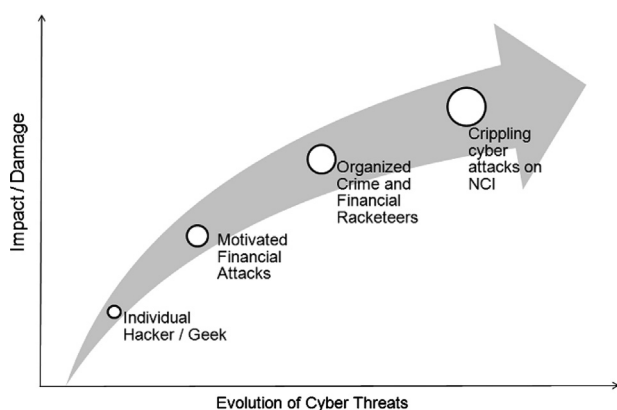 Impact / Damage
Crippling
cyber
attacks on
NCI
Organized
Crime and
Financial
Racketeers
Motivated
Financial
Attacks
Individual
Hacker / Geek
Evolution of Cyber Threats